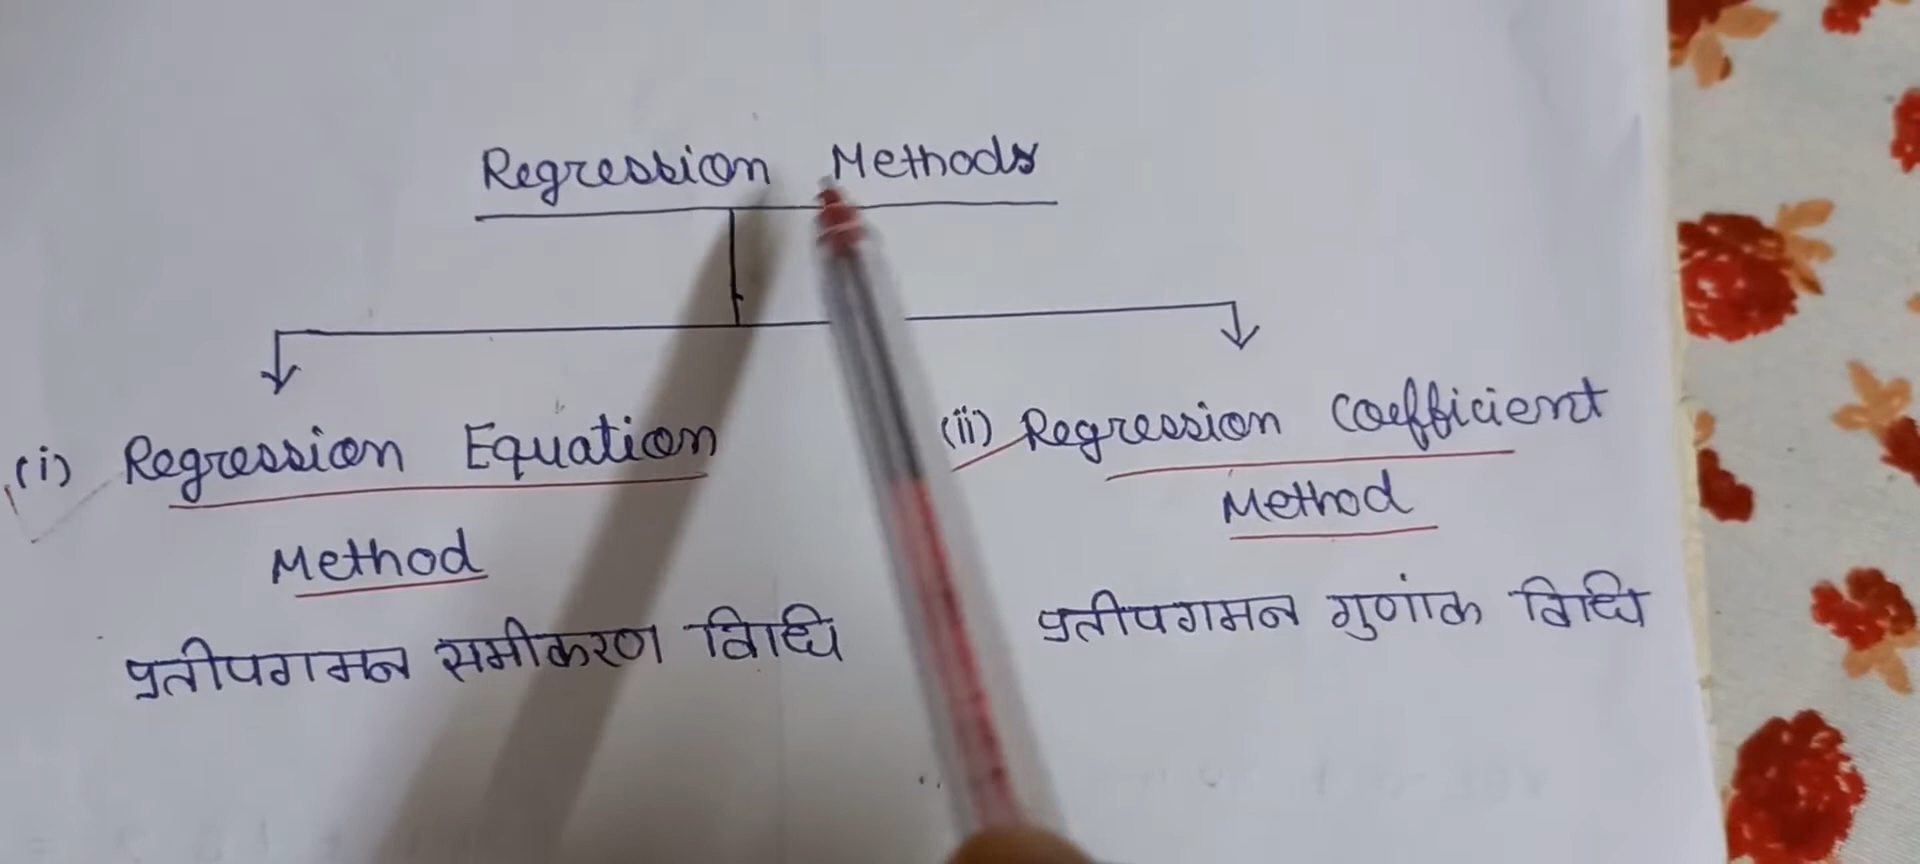 Regression Methods
(i) Regression Equation
Method
प्रतीपगमन समीकरण विधि
(ii) Regression Coefficient
Method
प्रतीपगमन गुणांक विधि